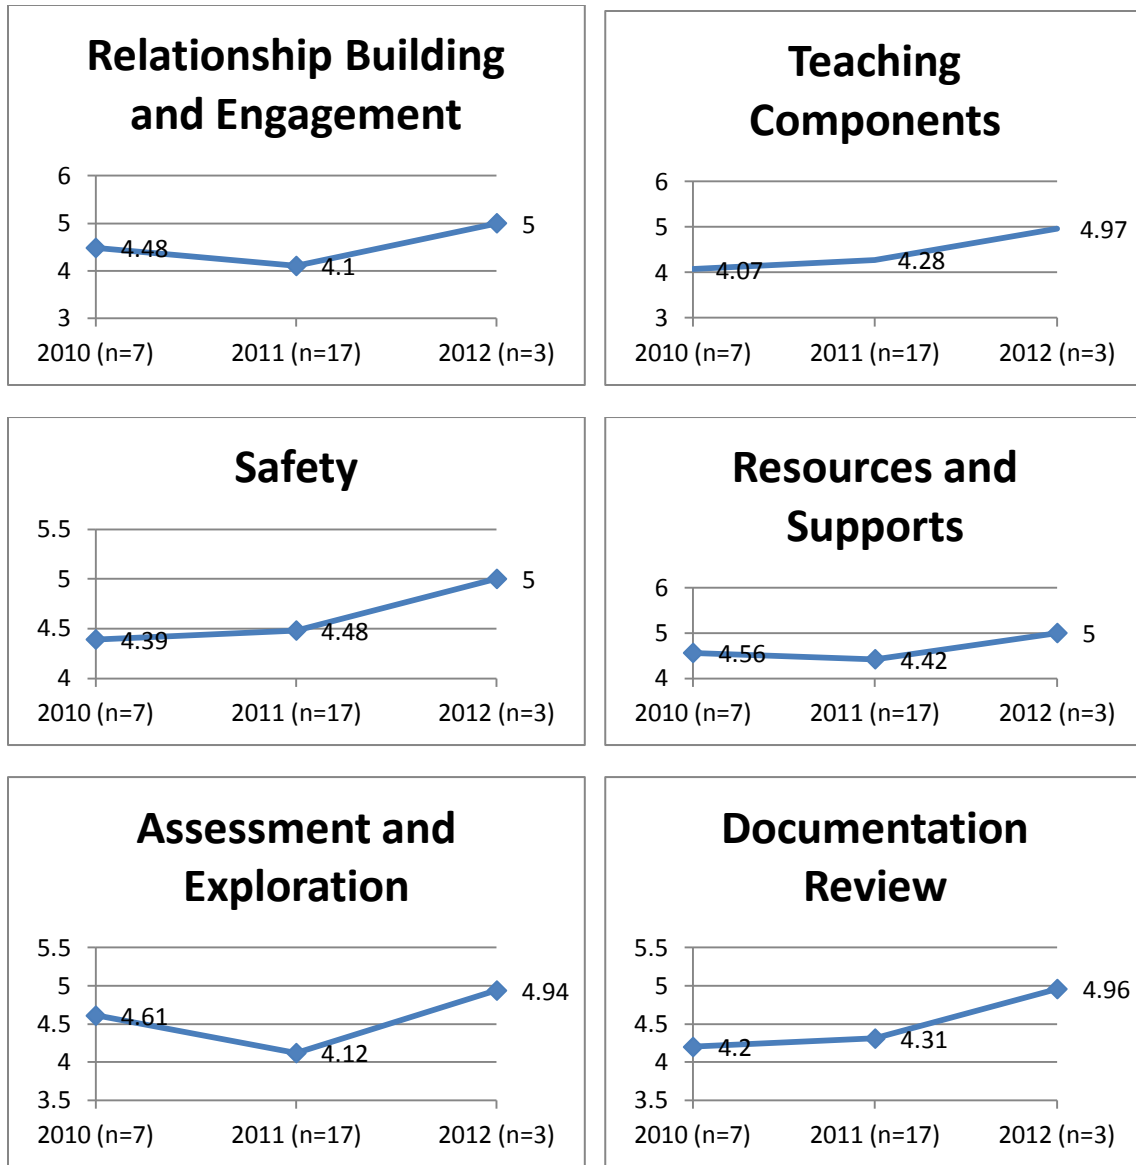 Relationship Building
and Engagement
6
5
4
3
4.48
4.1
5
2010 (n=7) 2011 (n=17) 2012 (n=3)
Teaching
Components
6
5
4
3
4.07
4.28
4.97
2010 (n=7) 2011 (n=17) 2012 (n=3)
Safety
5.5
5
4.5
4
4.39
4.48
5
2010 (n=7) 2011 (n=17) 2012 (n=3)
Resources and
Supports
6
5
4
4.56
4.42
5
2010 (n=7) 2011 (n=17) 2012 (n=3)
Assessment and
Exploration
5.5
5
4.5
4
3.5
4.61
4.12
4.94
2010 (n=7) 2011 (n=17) 2012 (n=3)
Documentation
Review
5.5
5
4.5
4
3.5
4.2
4.31
4.96
2010 (n=7) 2011 (n=17) 2012 (n=3)